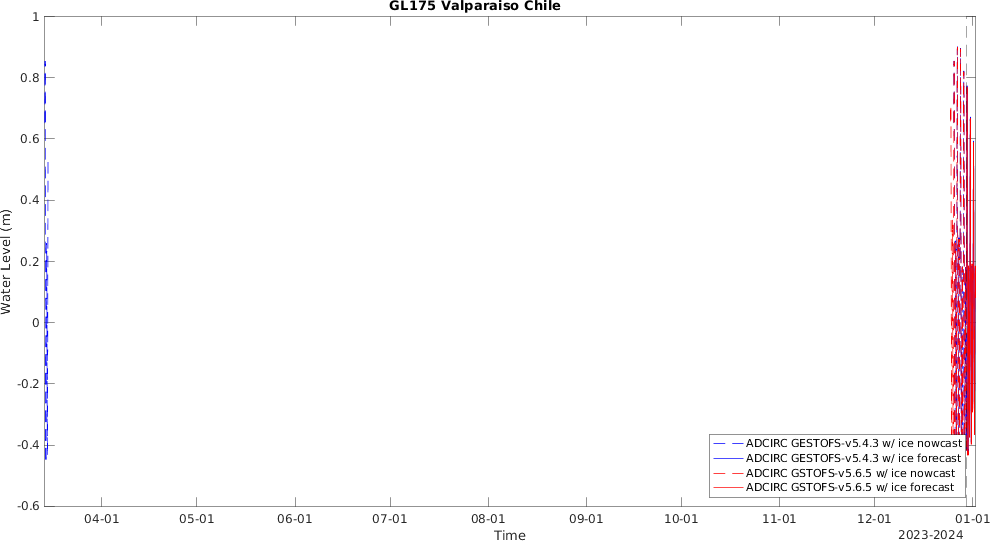 GL175 Valparaiso Chile
Water Level (m)
1
0.8
0.6
0.4
0.2
0
-0.2
-0.4
-0.6
ADCIRC GESTOFS-v5.4.3 w/ ice nowcast
ADCIRC GESTOFS-v5.4.3 w/ ice forecast
ADCIRC GSTOFS-v5.6.5 w/ ice nowcast
ADCIRC GSTOFS-v5.6.5 w/ ice forecast
04-01 05-01 06-01 07-01 08-01 09-01 10-01 11-01 12-01 01-01
2023-2024
Time